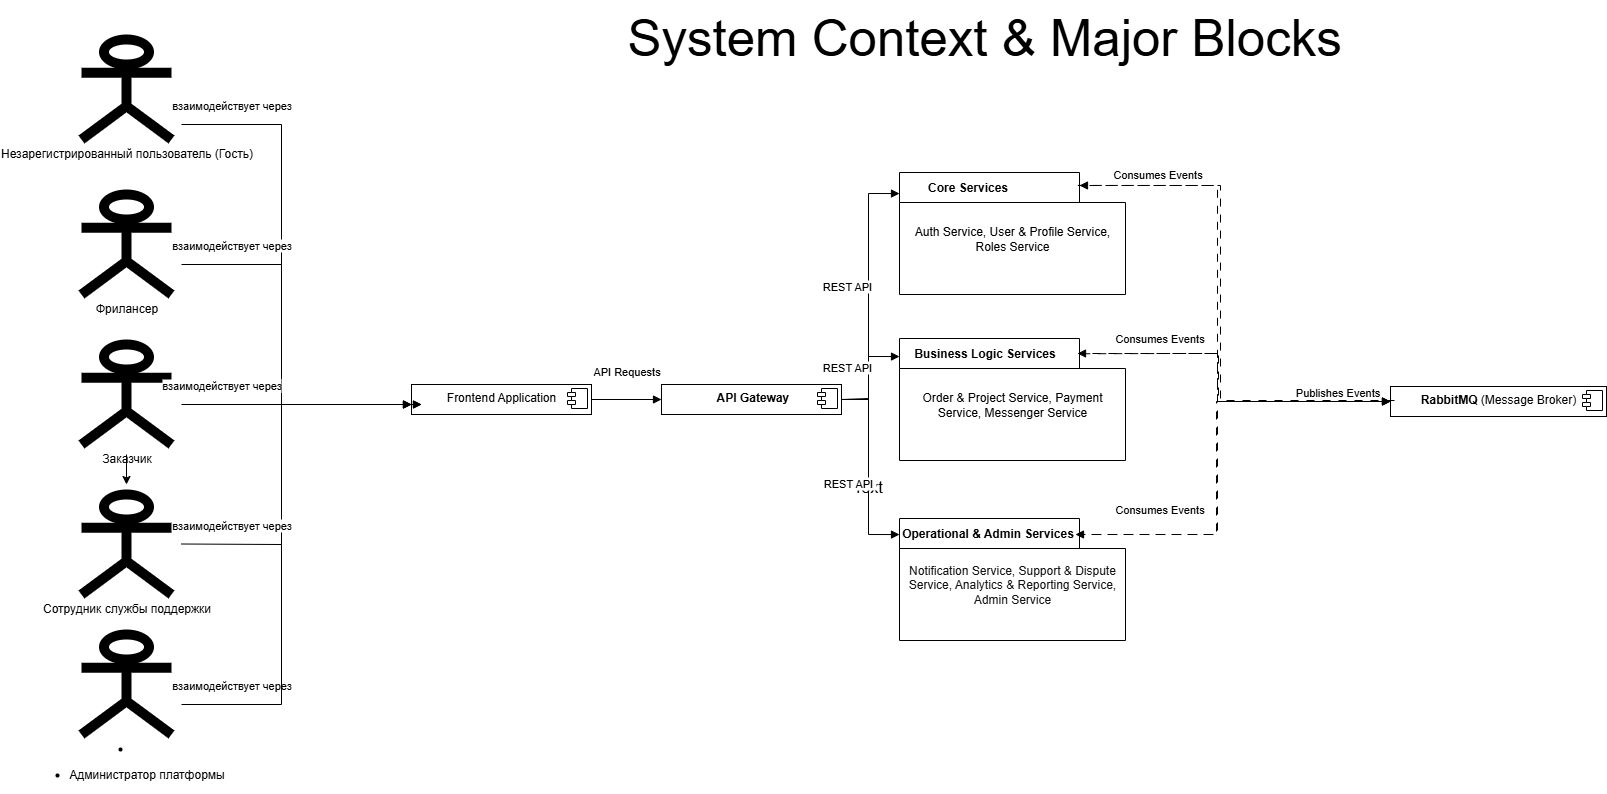 System Context & Major Blocks
взаимодействует через
Незарегистрированный пользователь (Гость)
взаимодействует через
Фрилансер
взаимодействует через
Заказчик
взаимодействует через
Сотрудник службы поддержки
взаимодействует через
• Администратор платформы
Frontend Application
API Requests
API Gateway
REST API
REST API
REST API
Core Services
Auth Service, User & Profile Service,
Roles Service
Business Logic Services
Order & Project Service, Payment
Service, Messenger Service
Operational & Admin Services
Notification Service, Support & Dispute
Service, Analytics & Reporting Service,
Admin Service
Consumes Events
Consumes Events
Consumes Events
Publishes Events
RabbitMQ (Message Broker)